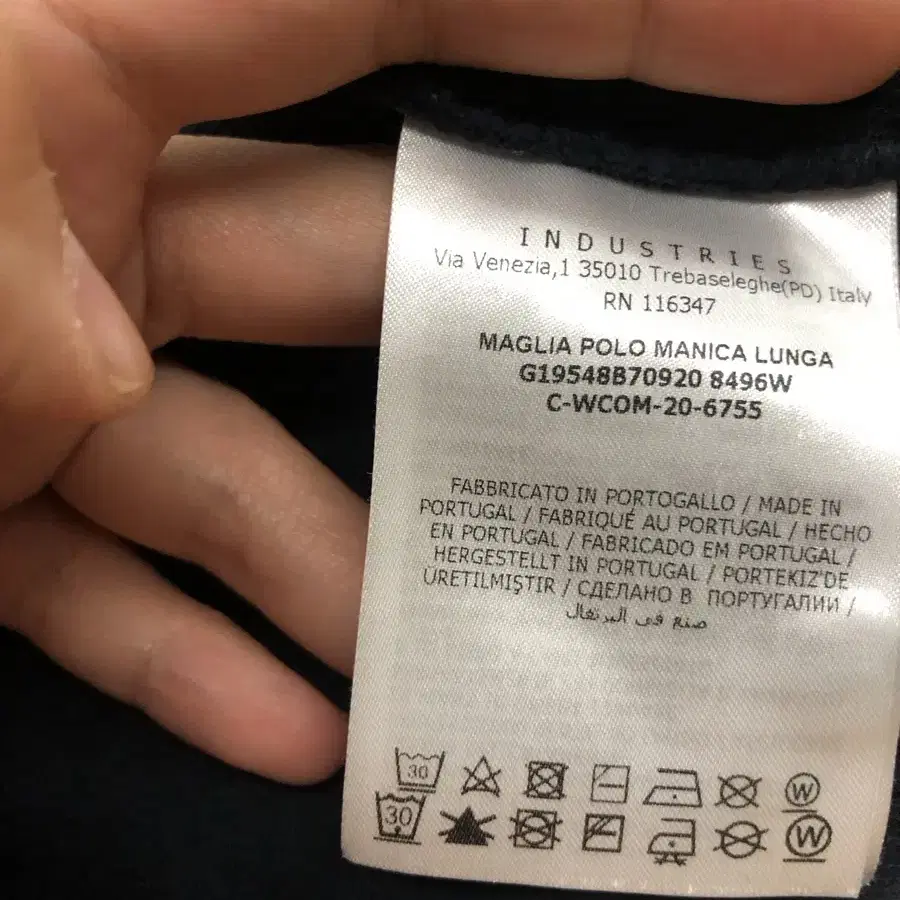 INDUSTRIES
Via Venezia,1 35010 Trebaseleghe(PD) Italy
RN 116347
MAGLIA POLO MANICA LUNGA
G19548B70920 8496W
C-WCOM-20-6755
FABBRICATO IN PORTOGALLO / MADE IN
PORTUGAL / FABRIQUÉ AU PORTUGAL / HECHO
EN PORTUGAL / FABRICADO EM PORTUGAL /
HERGESTELLT IN PORTUGAL / PORTEKIZ'DE
ÜRETILMIŞTIR / СДЕЛАНО В ПОРТУГАЛИИ /
صنع في البرتغال
30 W
30 W